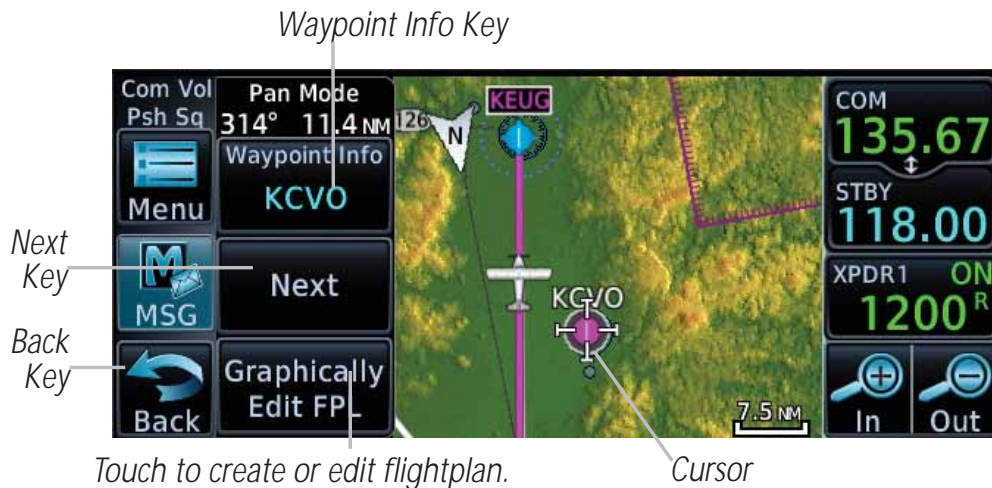 Waypoint Info Key
Com Vol
Psh Sq
Menu
MSG
Back
Pan Mode
314° 11.4 NM
Waypoint Info
KCVO
Next
Graphically
Edit FPL
126
N
KEUG
KCVO
7.5 NM
COM
135.67
STBY
118.00
XPDR1 ON
1200 R
In
Out
Next
Key
Back
Key
Touch to create or edit flightplan.
Cursor